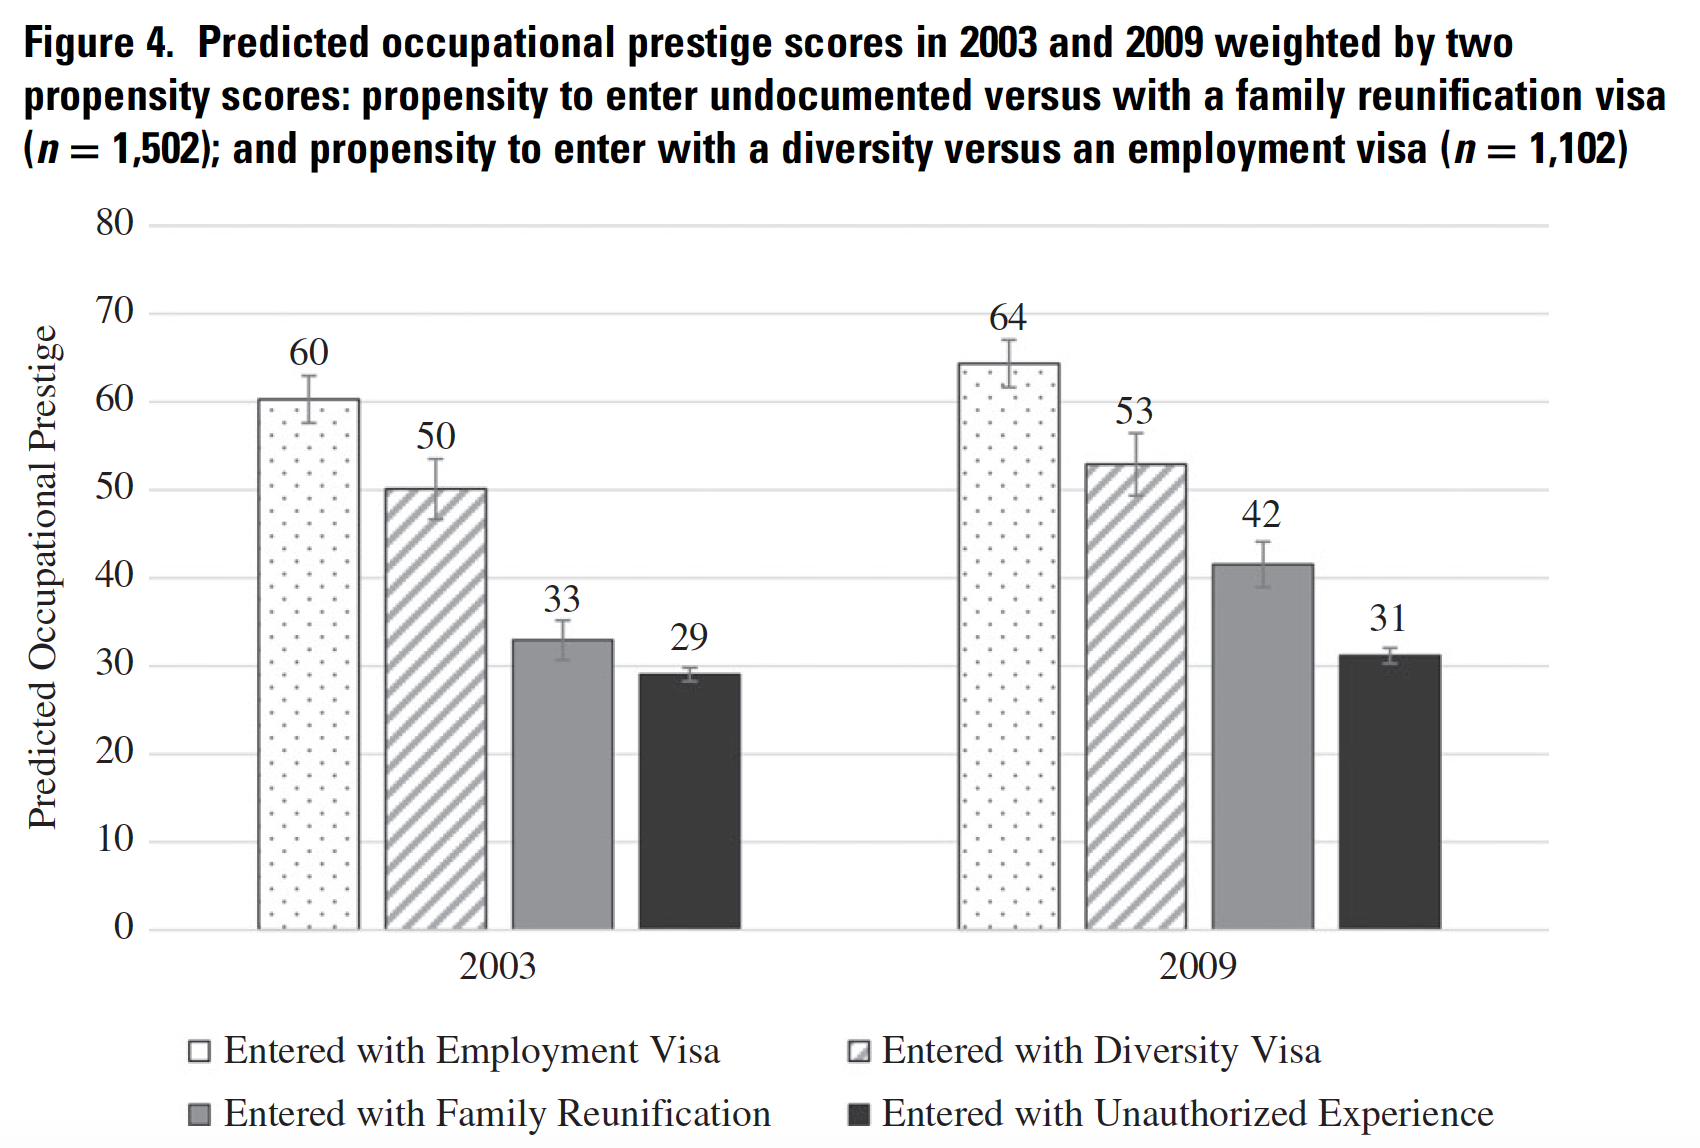 Figure 4. Predicted occupational prestige scores in 2003 and 2009 weighted by two
propensity scores: propensity to enter undocumented versus with a family reunification visa
(n = 1,502); and propensity to enter with a diversity versus an employment visa (n = 1,102)
Predicted Occupational Prestige
80
70
60
50
40
30
20
10
0
60
50
33
29
64
53
42
31
2003
2009
Entered with Employment Visa
Entered with Diversity Visa
Entered with Family Reunification
Entered with Unauthorized Experience